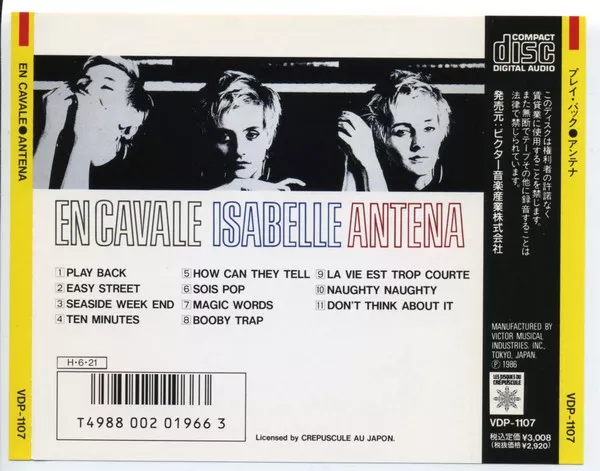 EN CAVALE●ANTENA
VDP-1107
EN CAVALE ISABELLE ANTENA
1 PLAY BACK
2 EASY STREET
3 SEASIDE WEEK END
4 TEN MINUTES
5 HOW CAN THEY TELL
6 SOIS POP
7 MAGIC WORDS
8 BOOBY TRAP
9 LA VIE EST TROP COURTE
10 NAUGHTY NAUGHTY
11 DON'T THINK ABOUT IT
H·6·21
T4988 002 01966 3
Licensed by CREPUSCULE AU JAPON.
COMPACT
disc
DIGITAL AUDIO
このディスクは権利者の許諾なく
賃貸業に使用することを禁じます。
また無断でテープその他に録音することは
法律で禁じられています。
発売元:ビクター音楽産業株式会社
MANUFACTURED BY
VICTOR MUSICAL
INDUSTRIES. INC.,
TOKYO, JAPAN.
Ⓟ 1986
LES DISQUES DU
CRÉPUSCULE
VDP-1107
税込定価¥3,008
(税抜価格¥2,920)
プレイ・バック●アンテナ
VDP-1107